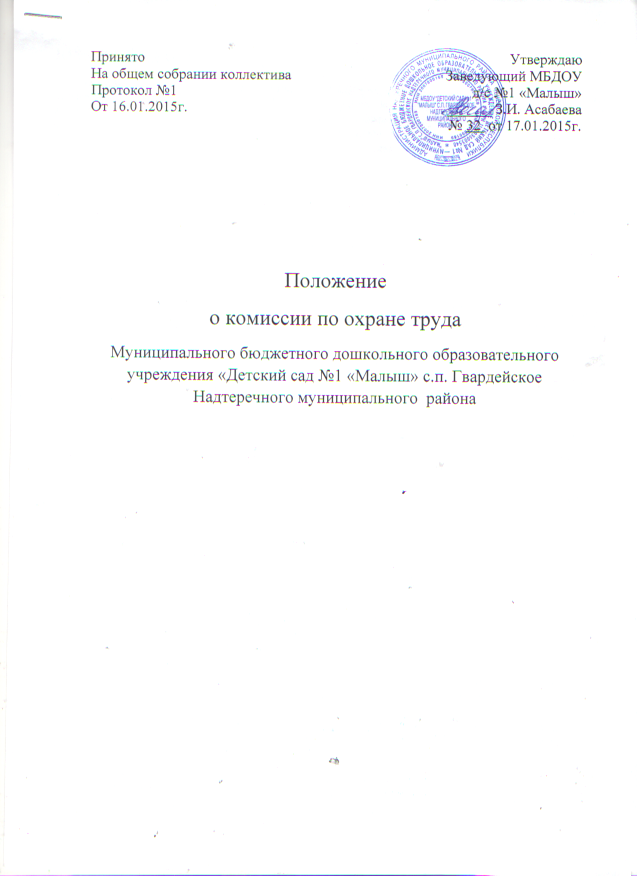 Принято
На общем собрании коллектива
Протокол №1
От 16.01.2015г.
Утверждаю
Заведующий МБДОУ
д/с №1 «Малыш»
З.И. Асабаева
№ 32 от 17.01.2015г.
Положение
о комиссии по охране труда
Муниципального бюджетного дошкольного образовательного
учреждения «Детский сад №1 «Малыш» с.п. Гвардейское
Надтеречного муниципального района